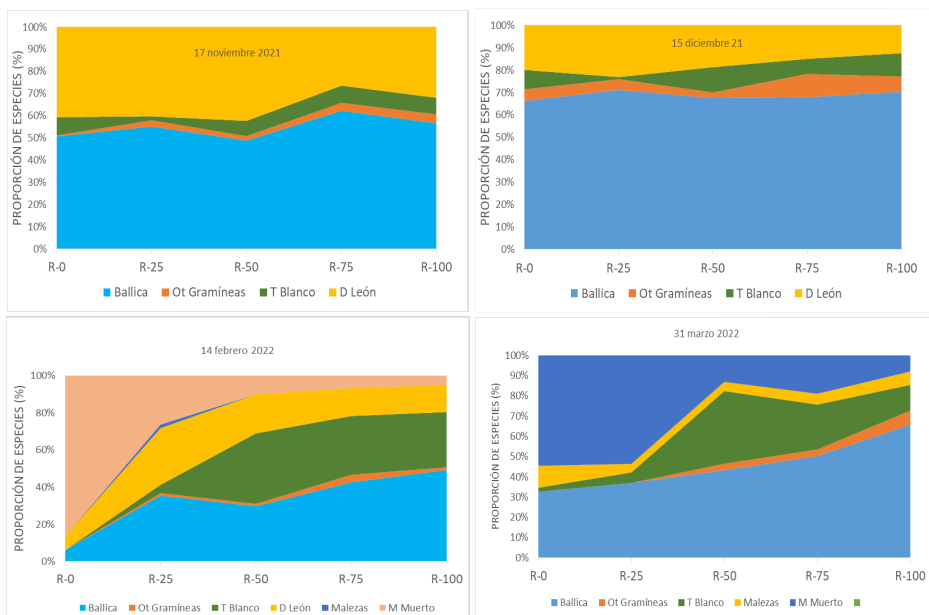 PROPORCIÓN DE ESPECIES (%)
17 noviembre 2021
100%
90%
80%
70%
60%
50%
40%
30%
20%
10%
0%
R-0 R-25 R-50 R-75 R-100
Ballica Ot Gramíneas T Blanco D León
PROPORCIÓN DE ESPECIES (%)
15 diciembre 21
100%
90%
80%
70%
60%
50%
40%
30%
20%
10%
0%
R-0 R-25 R-50 R-75 R-100
Ballica Ot Gramíneas T Blanco D León
14 febrero 2022
PROPORCIÓN DE ESPECIES (%)
100%
80%
60%
40%
20%
0%
R-0 R-25 R-50 R-75 R-100
Ballica Ot Gramíneas T Blanco D León Malezas M Muerto
31 marzo 2022
PROPORCIÓN DE ESPECIES (%)
100%
90%
80%
70%
60%
50%
40%
30%
20%
10%
0%
R-0 R-25 R-50 R-75 R-100
Ballica Ot Gramíneas T Blanco Malezas M Muerto